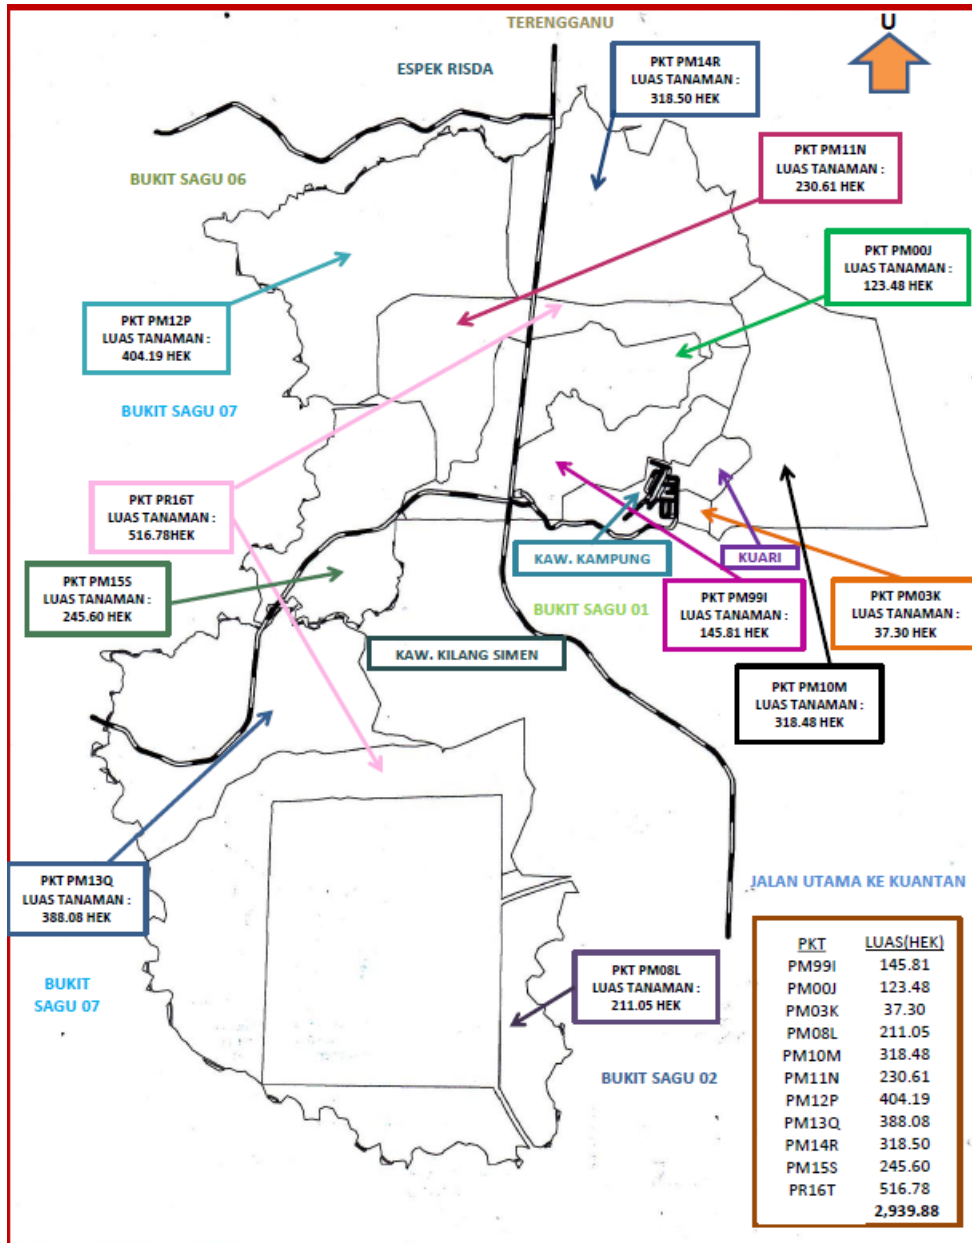 TERENGGANU
U
ESPEK RISDA
PKT PM14R
LUAS TANAMAN :
318.50 HEK
PKT PM11N
LUAS TANAMAN :
230.61 HEK
BUKIT SAGU 06
PKT PM00J
LUAS TANAMAN :
123.48 HEK
PKT PM12P
LUAS TANAMAN :
404.19 HEK
BUKIT SAGU 07
PKT PR16T
LUAS TANAMAN :
516.78HEK
KAW. KAMPUNG
KUARI
PKT PM15S
LUAS TANAMAN :
245.60 HEK
BUKIT SAGU 01
PKT PM99I
LUAS TANAMAN :
145.81 HEK
PKT PM03K
LUAS TANAMAN :
37.30 HEK
KAW. KILANG SIMEN
PKT PM10M
LUAS TANAMAN :
318.48 HEK
PKT PM13Q
LUAS TANAMAN :
388.08 HEK
JALAN UTAMA KE KUANTAN
BUKIT
SAGU 07
PKT PM08L
LUAS TANAMAN :
211.05 HEK
BUKIT SAGU 02
PKT LUAS(HEK)
PM99I 145.81
PM00J 123.48
PM03K 37.30
PM08L 211.05
PM10M 318.48
PM11N 230.61
PM12P 404.19
PM13Q 388.08
PM14R 318.50
PM15S 245.60
PR16T 516.78
2,939.88